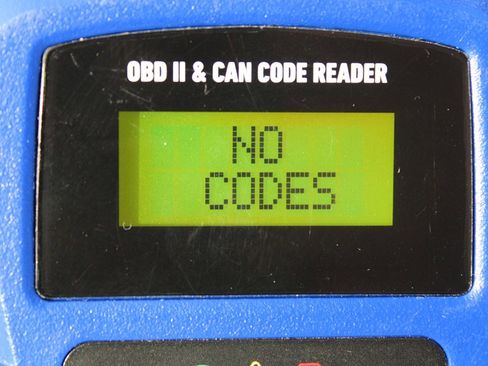 OBD II & CAN CODE READER
NO
CODES